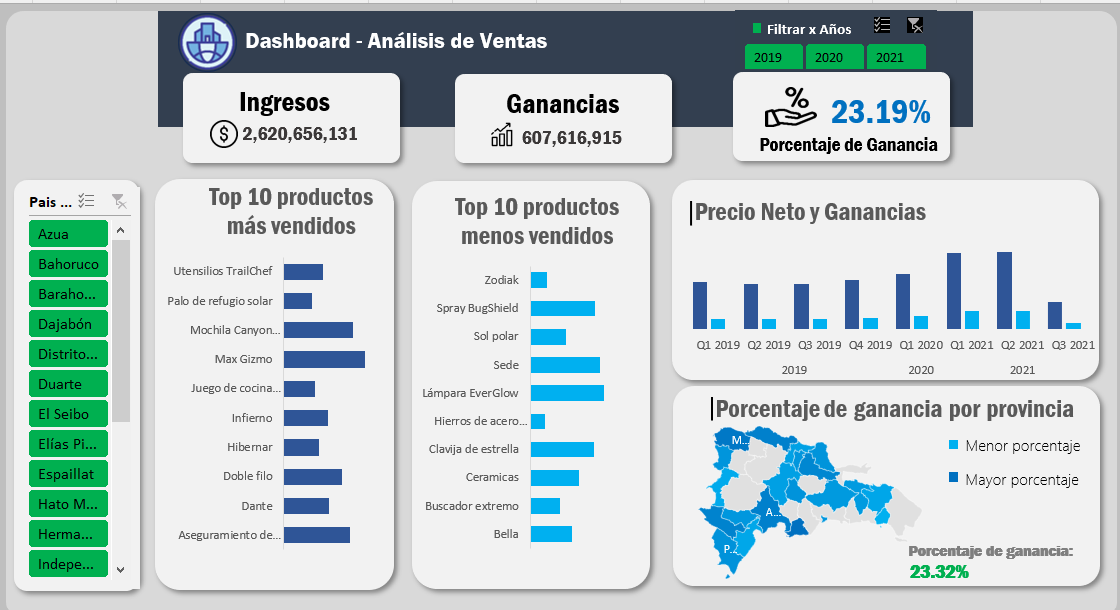 Dashboard - Análisis de Ventas
Filtrar x Años
2019
2020
2021
Ingresos
$ 2,620,656,131
Ganancias
607,616,915
%
23.19%
Porcentaje de Ganancia
Pais ...
Azua
Bahoruco
Baraho...
Dajabón
Distrito...
Duarte
El Seibo
Elías Pi...
Espaillat
Hato M...
Herma...
Indepe...
Top 10 productos
más vendidos
Utensilios TrailChef
Palo de refugio solar
Mochila Canyon...
Max Gizmo
Juego de cocina...
Infierno
Hibernar
Doble filo
Dante
Aseguramiento de...
Top 10 productos
menos vendidos
Zodiak
Spray BugShield
Sol polar
Sede
Lámpara EverGlow
Hierros de acero...
Clavija de estrella
Ceramicas
Buscador extremo
Bella
Precio Neto y Ganancias
Q1 2019 Q2 2019 Q3 2019 Q4 2019 Q1 2020 Q1 2021 Q2 2021 Q3 2021
2019 2020 2021
Porcentaje de ganancia por provincia
M...
A...
P...
Menor porcentaje
Mayor porcentaje
Porcentaje de ganancia:
23.32%